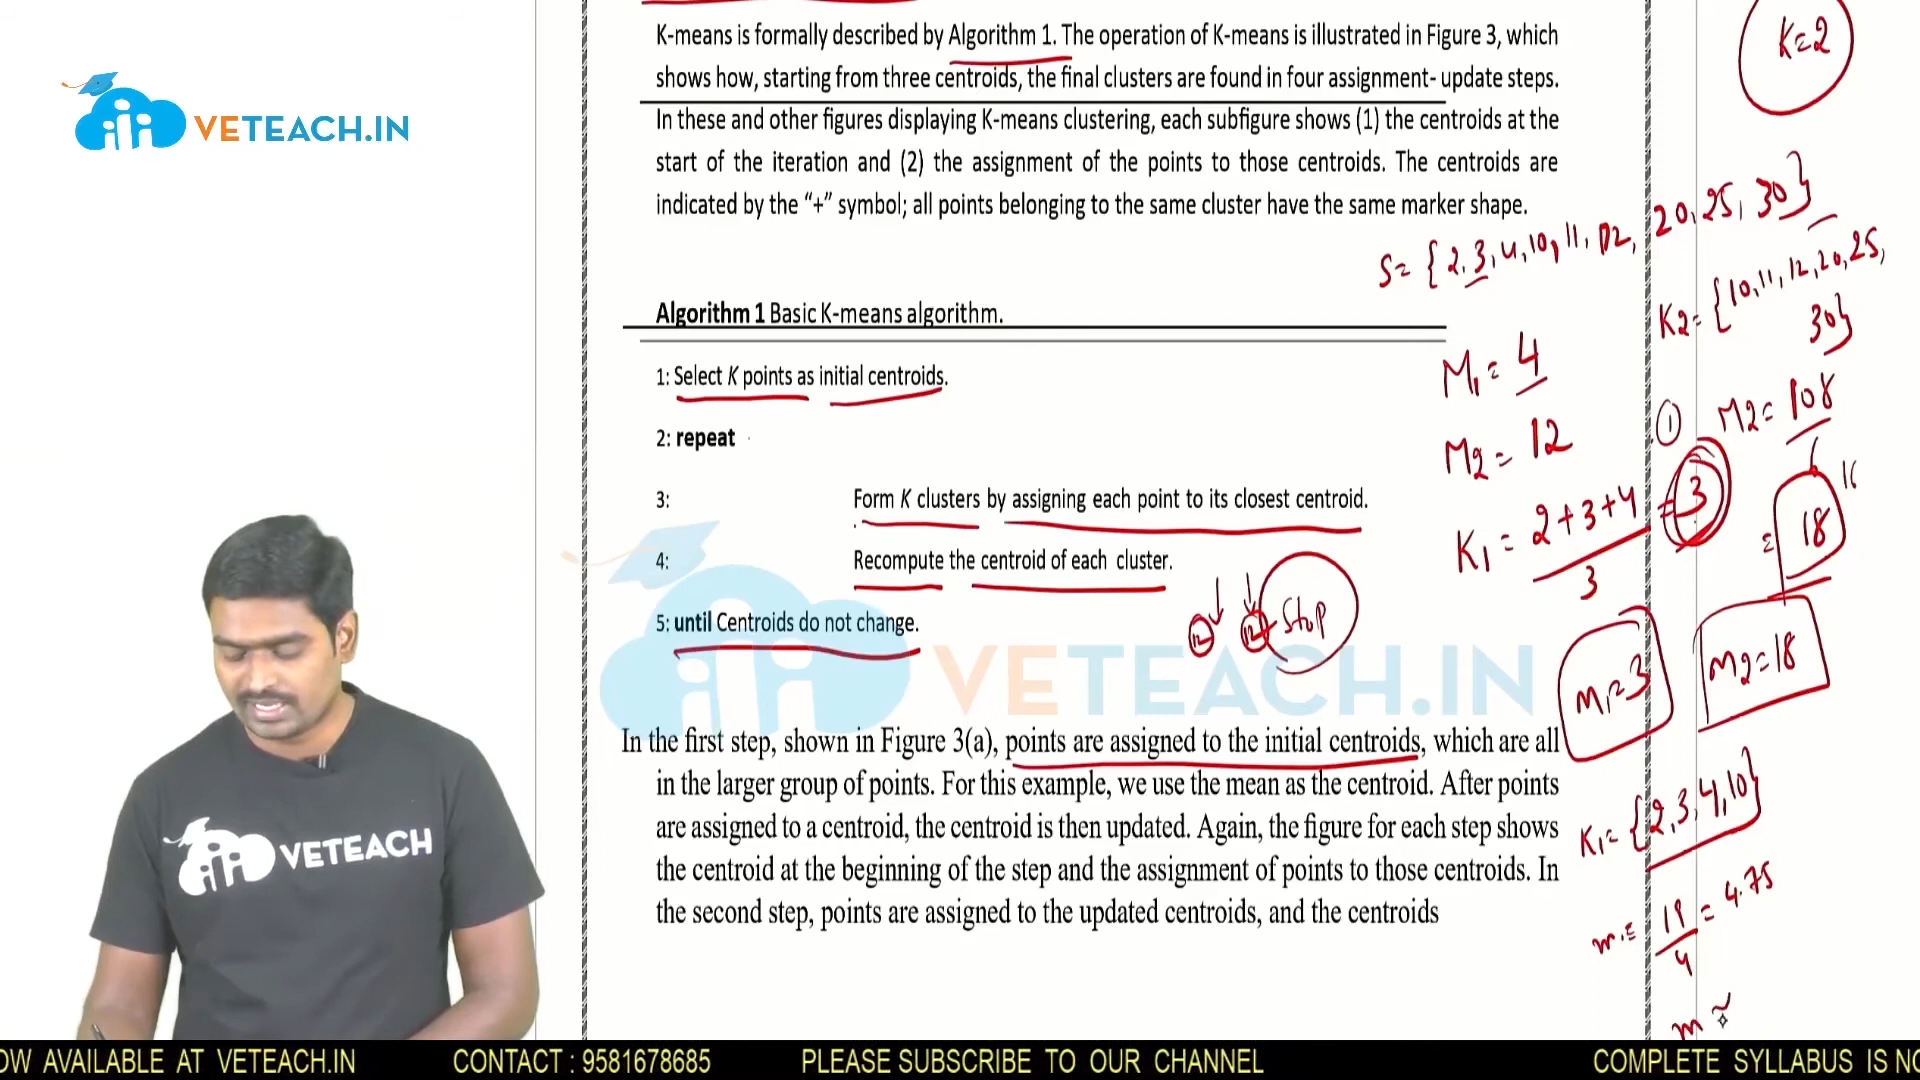 K-means is formally described by Algorithm 1. The operation of K-means is illustrated in Figure 3, which
shows how, starting from three centroids, the final clusters are found in four assignment- update steps.
In these and other figures displaying K-means clustering, each subfigure shows (1) the centroids at the
start of the iteration and (2) the assignment of the points to those centroids. The centroids are
indicated by the “+” symbol; all points belonging to the same cluster have the same marker shape.
Algorithm 1 Basic K-means algorithm.
1: Select K points as initial centroids.
2: repeat
3: Form K clusters by assigning each point to its closest centroid.
4: Recompute the centroid of each cluster.
5: until Centroids do not change.
In the first step, shown in Figure 3(a), points are assigned to the initial centroids, which are all
in the larger group of points. For this example, we use the mean as the centroid. After points
are assigned to a centroid, the centroid is then updated. Again, the figure for each step shows
the centroid at the beginning of the step and the assignment of points to those centroids. In
the second step, points are assigned to the updated centroids, and the centroids
K=2
S= {2,3,4,10,11,12, 20,25,30}
K2= {10,11,12,20,25,
30}
M1= 4
M2= 12
1
M2= 108
6
= 18
K1= 2+3+4 = 3
3
12 12 Stop
m1=3
M2=18
K1= {2,3,4,10}
m1= 19 = 4.75
4
m
VETEACH.IN
VETEACH.IN
VETEACH
OW AVAILABLE AT VETEACH.IN CONTACT : 9581678685 PLEASE SUBSCRIBE TO OUR CHANNEL COMPLETE SYLLABUS IS NO